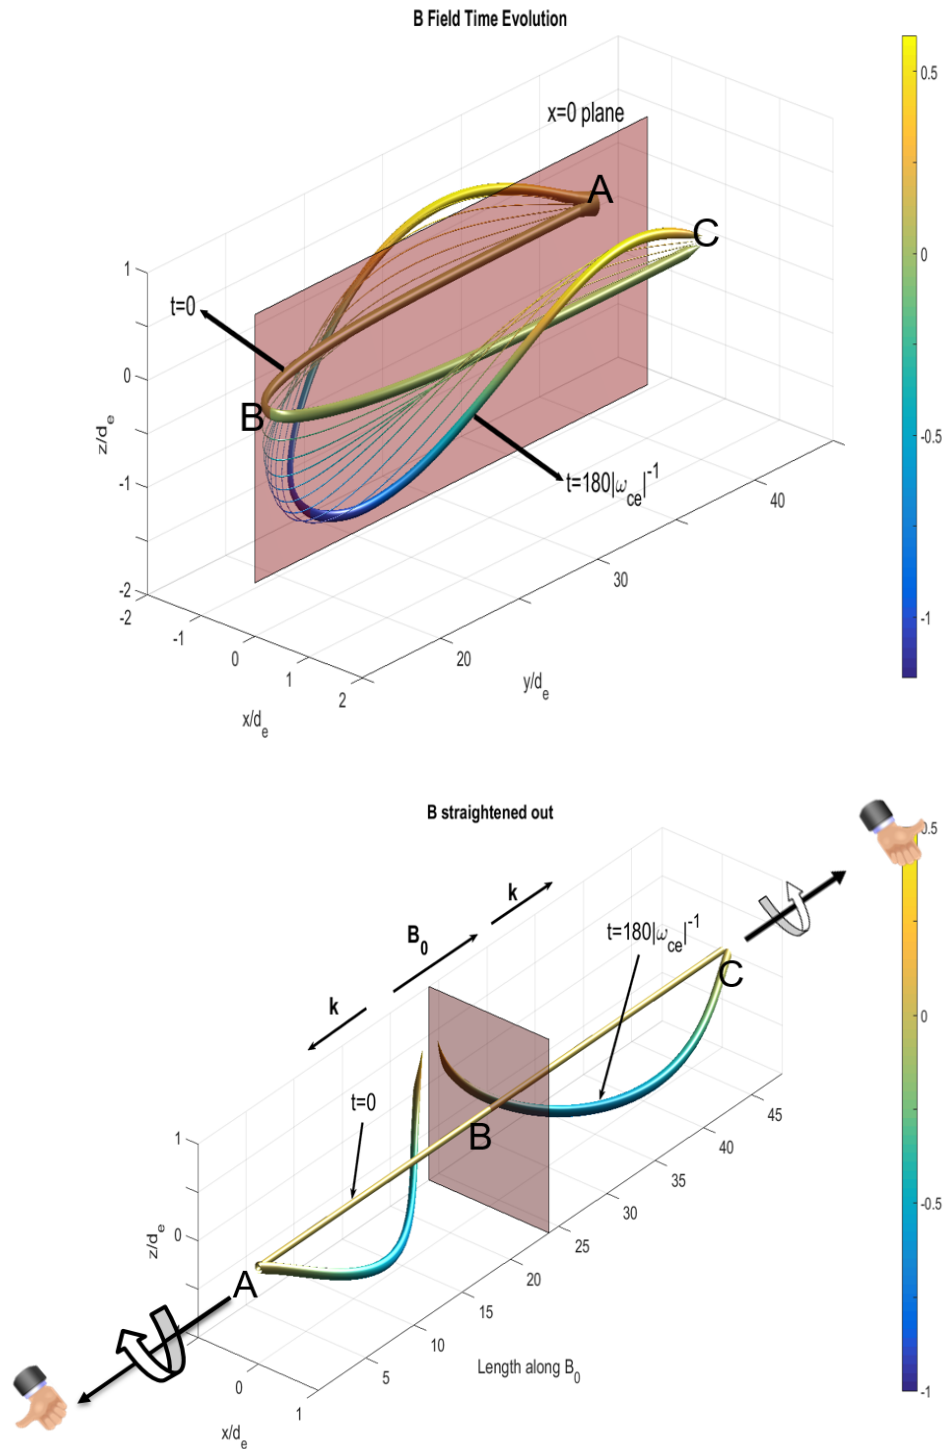 B Field Time Evolution
0.5
x=0 plane
A
C
1
0
t=0
0
B
z/d_e
-0.5
-1
t=180|ω_ce|^-1
40
30
-2
-2
-1
-1
0
20
1
2
y/d_e
x/d_e
B straightened out
0.5
k
t=180|ω_ce|^-1
B_0
C
k
0
t=0
45
B
40
1
35
30
z/d_e
25
0
20
-0.5
A
15
10
Length along B_0
5
0
-1
1
x/d_e